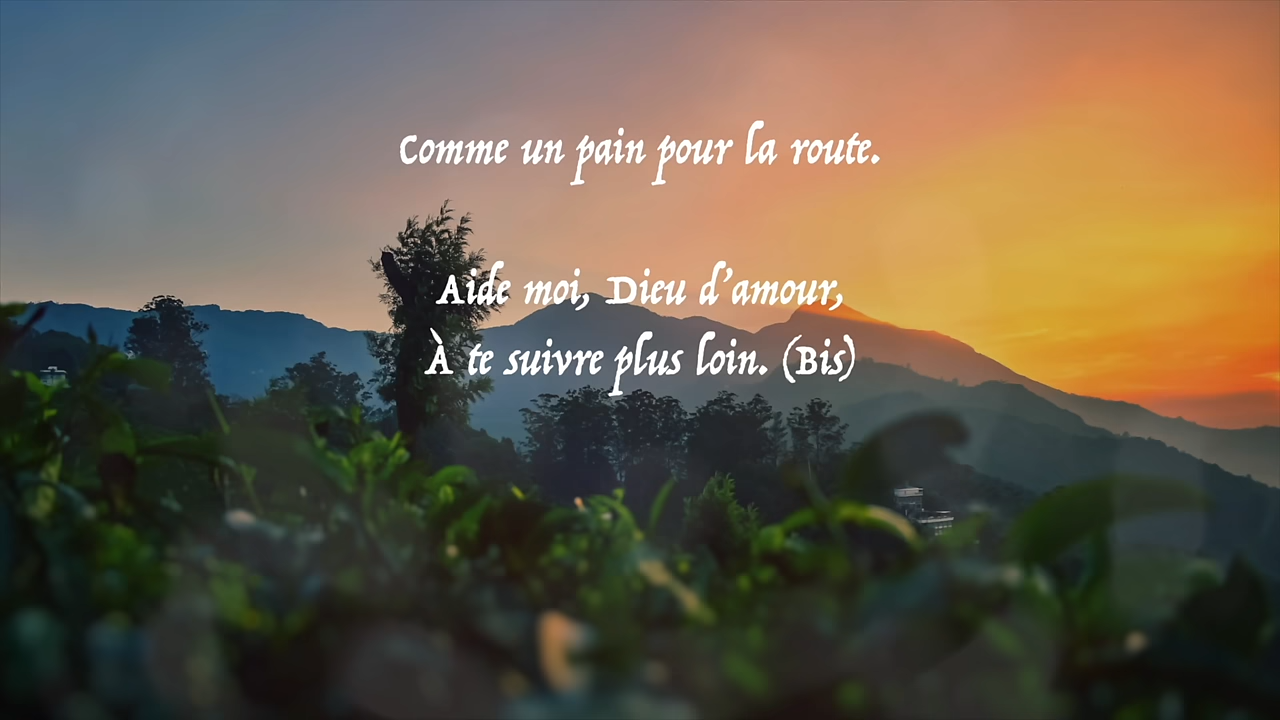 Comme un pain pour la route.
Aide moi, Dieu d'amour,
À te suivre plus loin. (Bis)